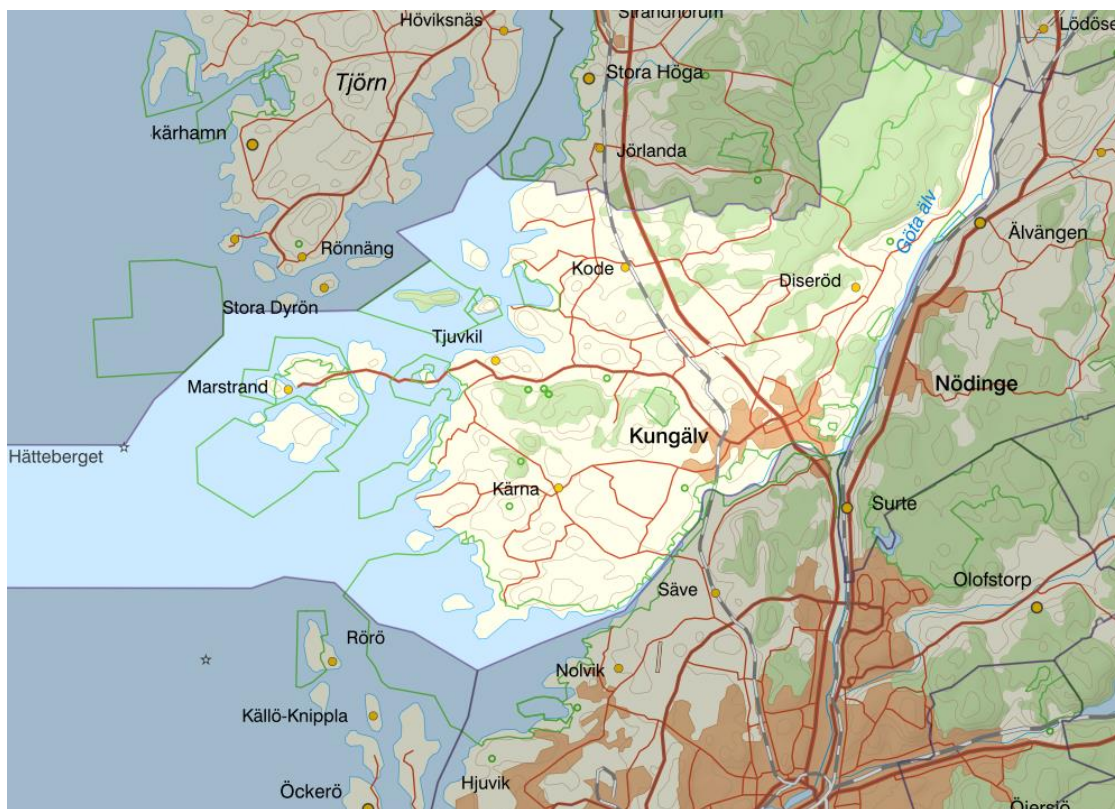 Höviksnäs
Strandnorum
Lödöse
Stora Höga
Tjörn
kärhamn
Jörlanda
Göta älv
Älvängen
Rönnäng
Kode
Diseröd
Stora Dyrön
Tjuvkil
Marstrand
Nödinge
Kungälv
Hätteberget
Kärna
Surte
Olofstorp
Säve
Rörö
Nolvik
Källö-Knippla
Hjuvik
Öckerö